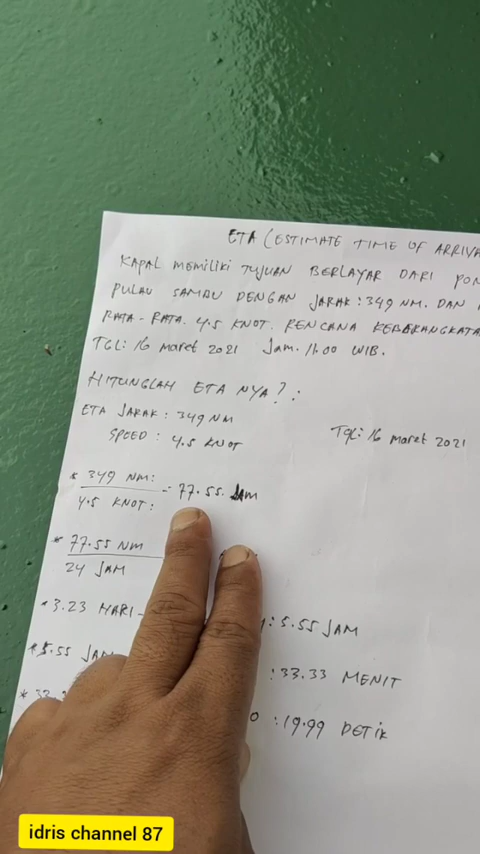 ETA (ESTIMATE TIME OF ARRIVA
KAPAL MEMILIKI TUJUAN BERLAYAR DARI PON
PULAU SAMBU DENGAN JARAK : 349 NM. DAN
RATA - RATA. 4.5 KNOT. RENCANA KEBERANGKATA
TGL : 16 maret 2021 Jam. 11.00 WIB.
HITUNGLAH ETA NYA ? :
ETA JARAK : 349 NM
SPEED : 4.5 KNOT
TGL : 16 maret 2021
* 349 NM : = 77.55. JAM
4.5 KNOT :
* 77.55 NM
24 JAM
* 3.23 HARI -
: 5.55 JAM
* 5.55 JAM
: 33.33 MENIT
* 33.
0 : 19.99 DETIK
idris channel 87